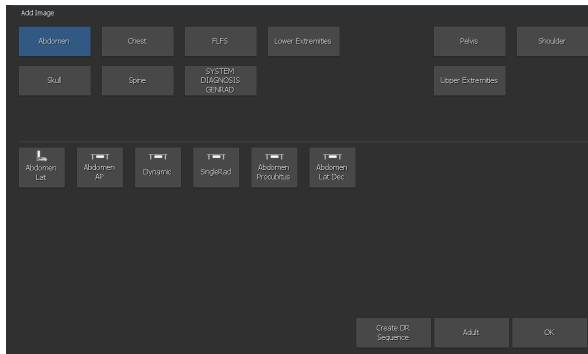 Add Image
Abdomen
Chest
FLFS
Lower Extremities
Pelvis
Shoulder
Skull
Spine
SYSTEM
DIAGNOSIS
GENRAD
Upper Extremities
Abdomen
Lat
Abdomen
AP
Dynamic
SingleRad
Abdomen
Procubitus
Abdomen
Lat Dec
Create DR
Sequence
Adult
OK